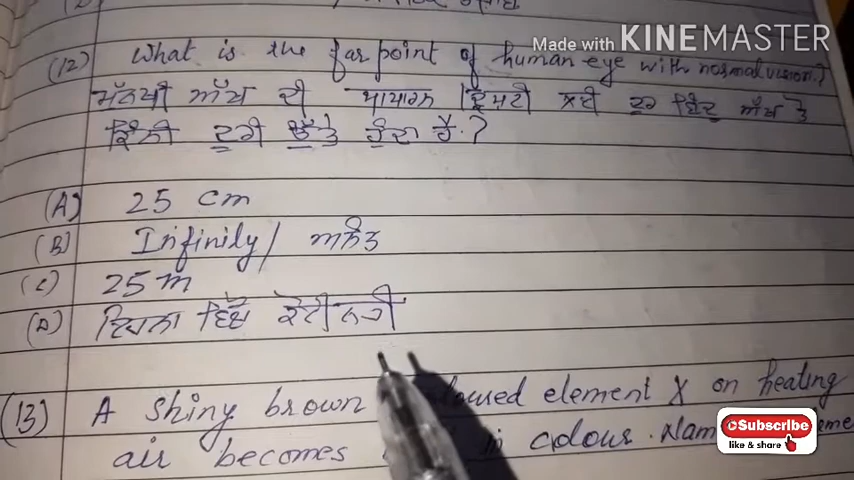 Made with KINEMASTER
(12) What is the far point of human eye with normal vision?
ਮਨੁੱਖੀ ਅੱਖ ਦੀ ਸਾਧਾਰਨ ਦ੍ਰਿਸ਼ਟੀ ਲਈ ਦੂਰ ਬਿੰਦੂ ਅੱਖ ਤੋਂ
ਕਿੰਨੀ ਦੂਰੀ ਉੱਤੇ ਹੁੰਦਾ ਹੈ?
(A) 25 cm
(B) Infinity / ਅਨੰਤ
(C) 25 m
(D) ਇਹਨਾ ਵਿੱਚੋ ਕੋਈ ਨਹੀ
(13) A shiny brown coloured element X on heating
air becomes in colour. Nam
Subscribe
like & share